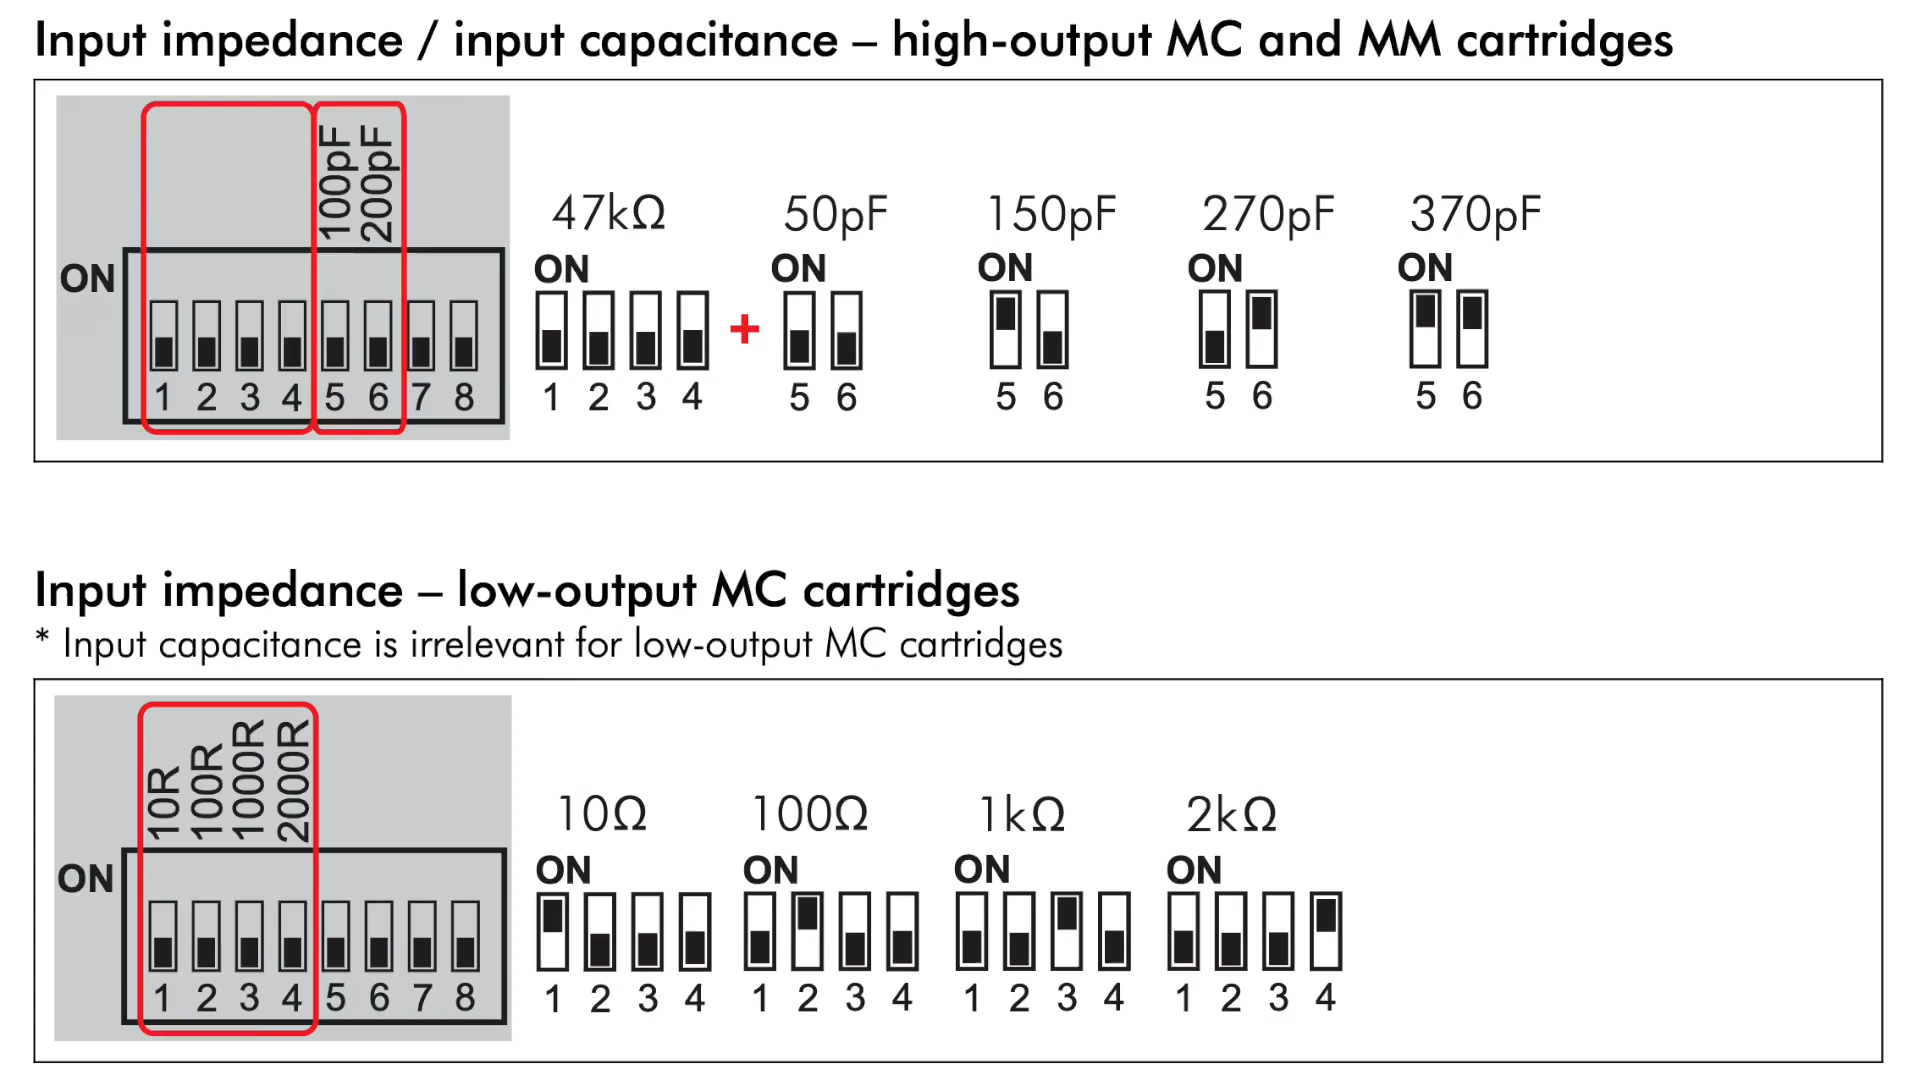 Input impedance / input capacitance – high-output MC and MM cartridges
100pF
200pF
ON
1 2 3 4 5 6 7 8
47kΩ 50pF 150pF 270pF 370pF
ON ON ON ON ON
+
1 2 3 4 5 6 5 6 5 6 5 6
Input impedance – low-output MC cartridges
* Input capacitance is irrelevant for low-output MC cartridges
10R
100R
1000R
2000R
ON
1 2 3 4 5 6 7 8
10Ω 100Ω 1kΩ 2kΩ
ON ON ON ON
1 2 3 4 1 2 3 4 1 2 3 4 1 2 3 4